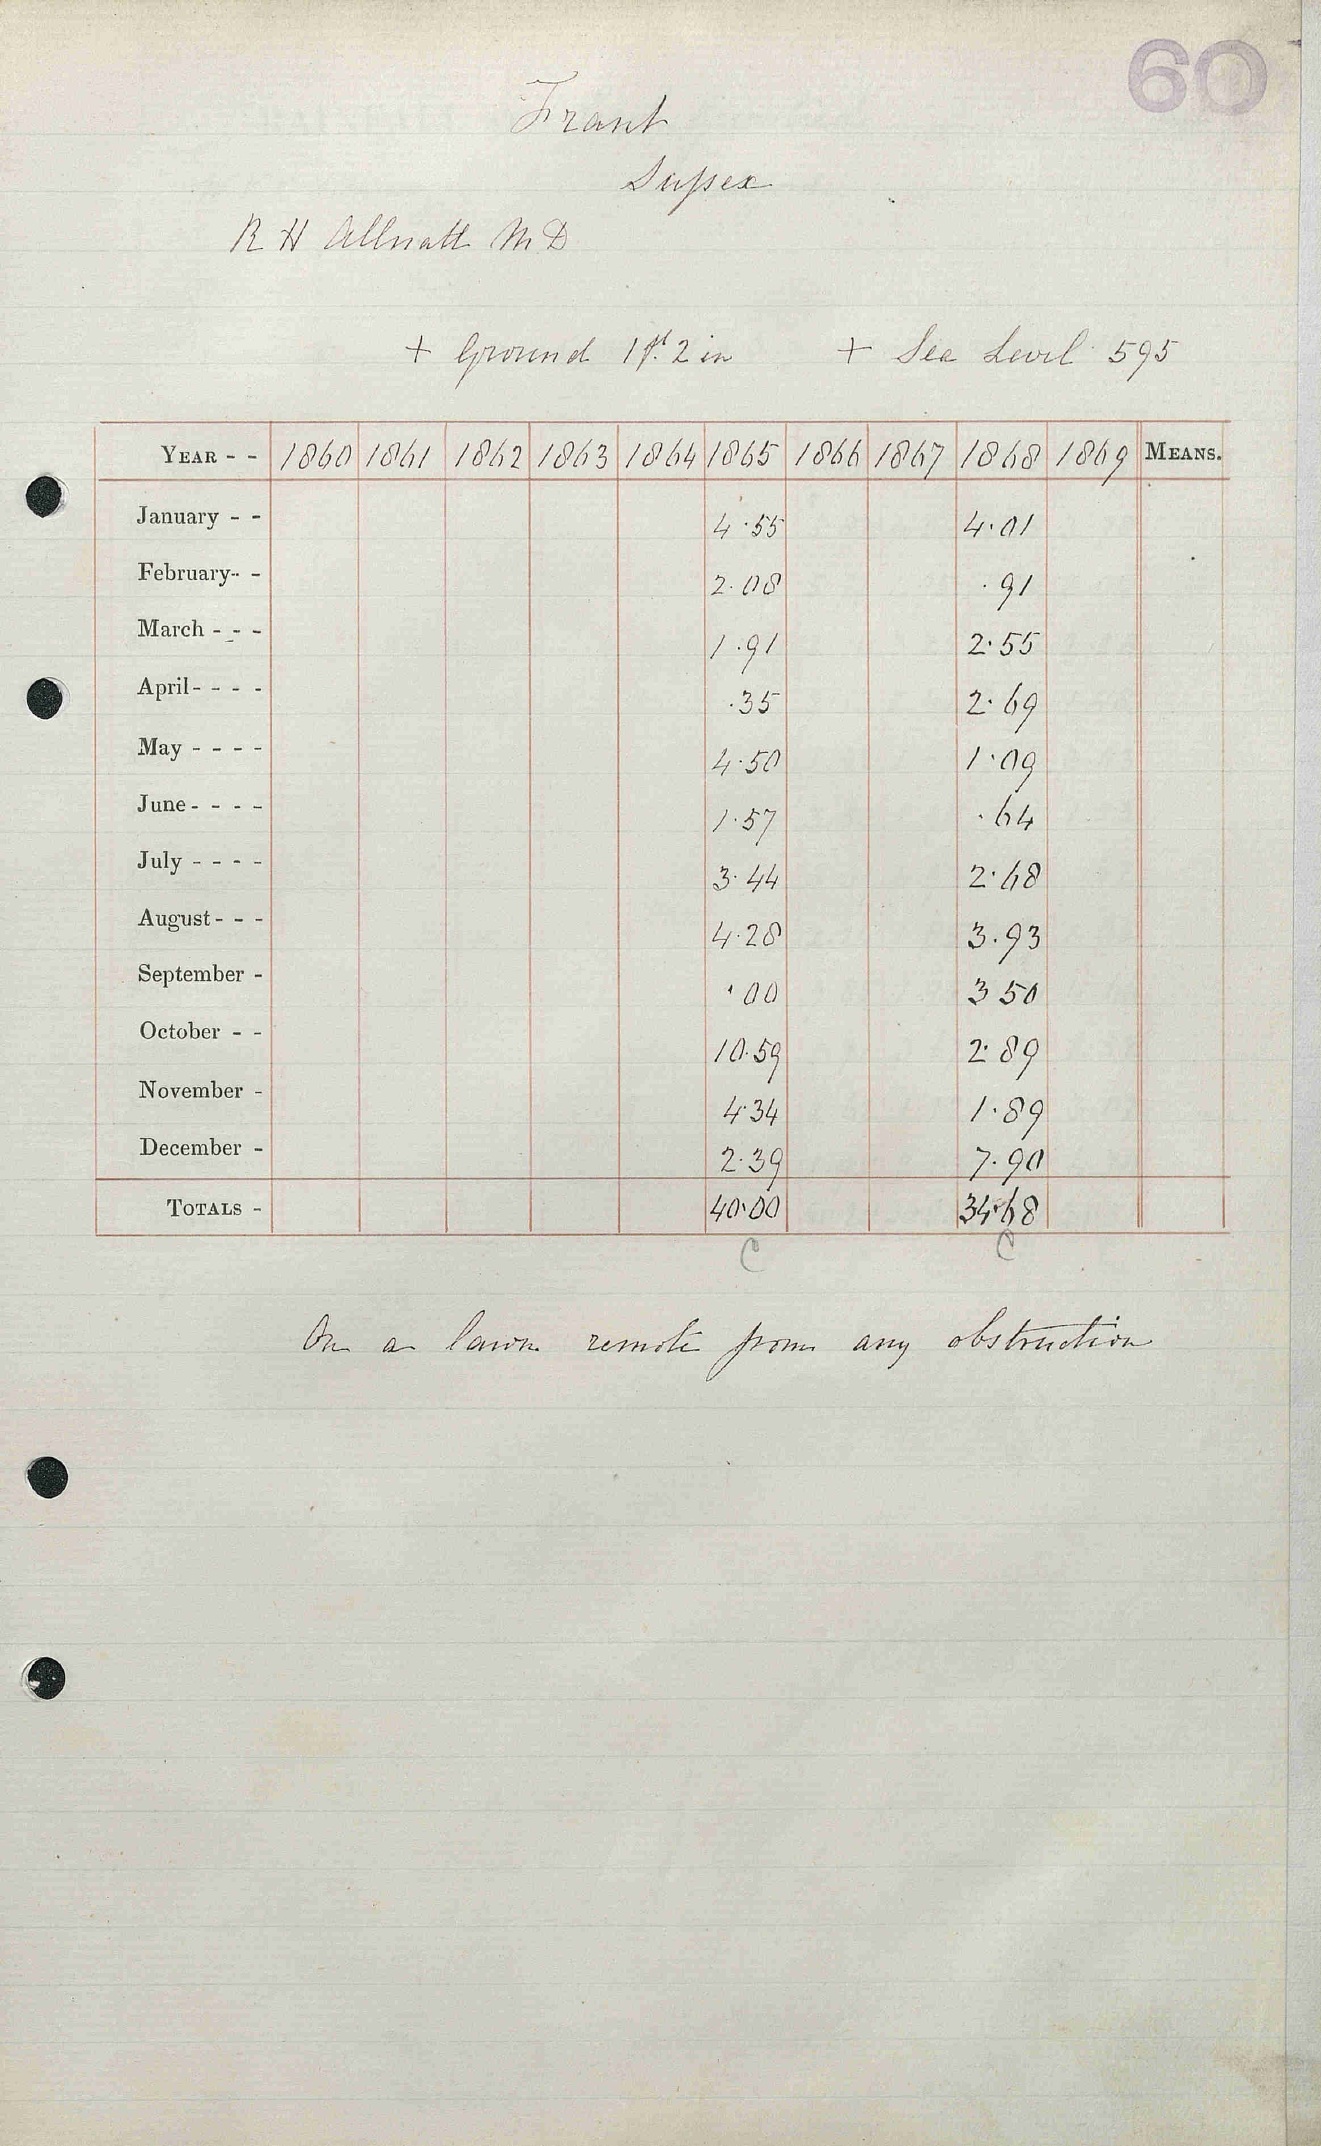 60
Frant
Sussex
R H Allnatt M D
+ Ground 1 ft. 2 in + Sea Level 595
YEAR - - 1860 1861 1862 1863 1864 1865 1866 1867 1868 1869 MEANS.
January - - 4.55 4.01
February - - 2.08 .91
March - - - 1.91 2.55
April - - - - .35 2.69
May - - - - 4.50 1.09
June - - - - 1.57 .64
July - - - - 3.44 2.68
August - - - 4.28 3.93
September - .00 3 50
October - - 10.59 2.89
November - 4.34 1.89
December - 2.39 7.90
TOTALS - 40.00 34.68
C C
On a lawn remote from any obstruction